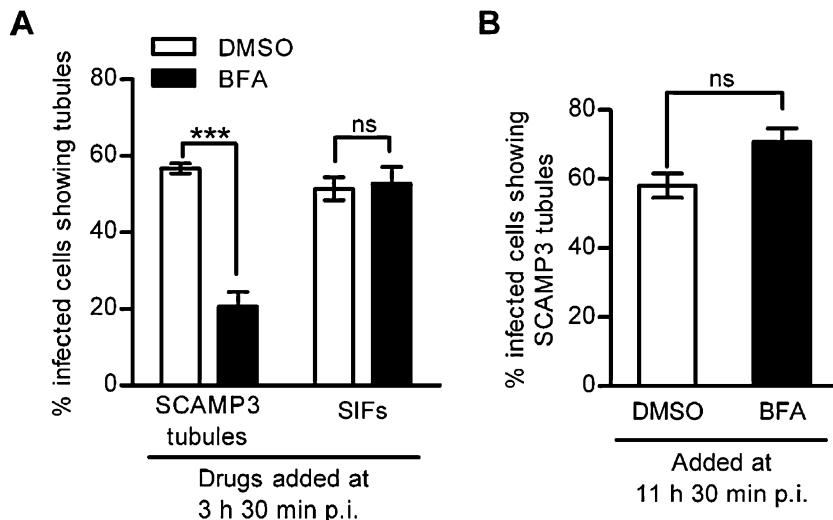 A
DMSO
BFA
% infected cells showing tubules
80
60
40
20
0
***
ns
SCAMP3
tubules
SIFs
Drugs added at
3 h 30 min p.i.
B
% infected cells showing
SCAMP3 tubules
80
60
40
20
0
ns
DMSO
BFA
Added at
11 h 30 min p.i.